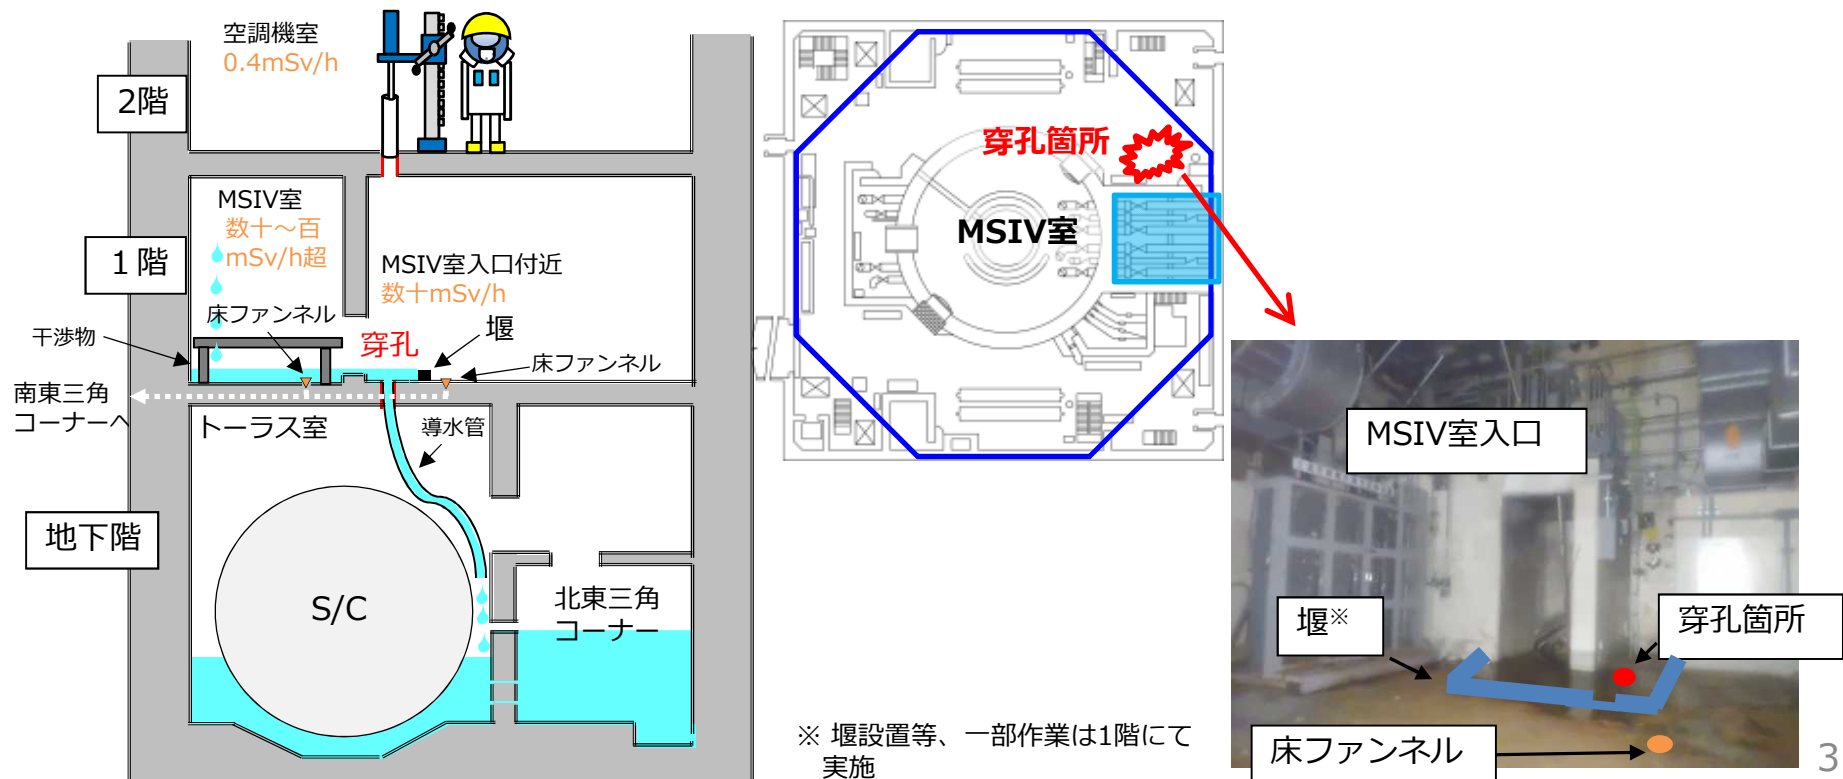 空調機室
0.4mSv/h
2階
MSIV室
数十～百
mSv/h超
1階
MSIV室入口付近
数十mSv/h
床ファンネル
堰
干渉物
穿孔
床ファンネル
南東三角
コーナーへ
トーラス室
導水管
地下階
S/C
北東三角
コーナー
穿孔箇所
MSIV室
MSIV室入口
堰※
穿孔箇所
床ファンネル
※ 堰設置等、一部作業は1階にて
実施
3